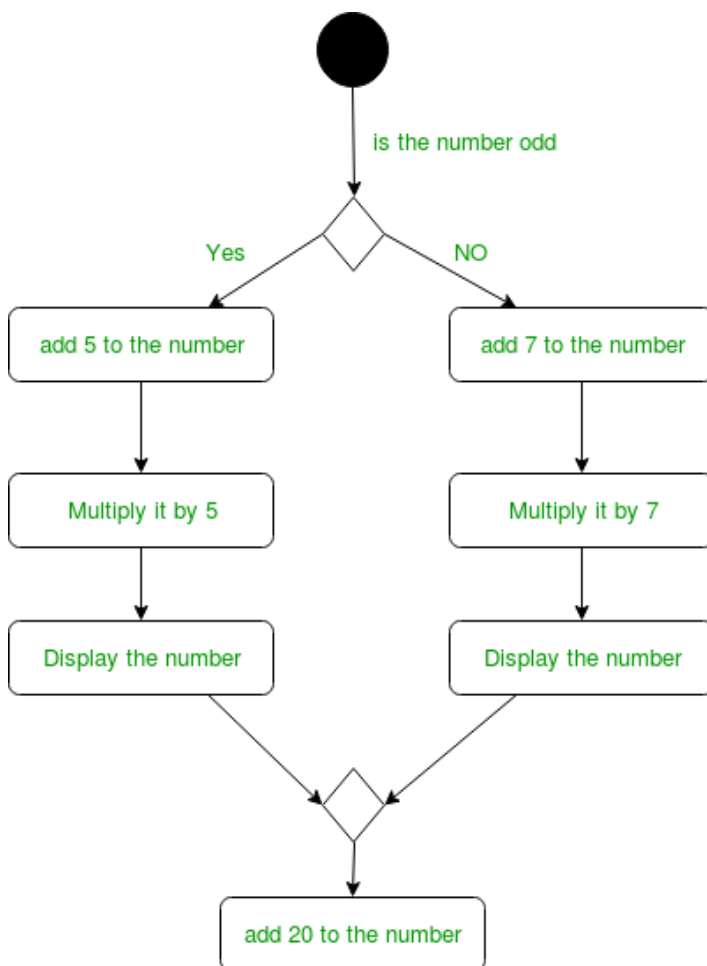 is the number odd
Yes
NO
add 5 to the number
add 7 to the number
Multiply it by 5
Multiply it by 7
Display the number
Display the number
add 20 to the number